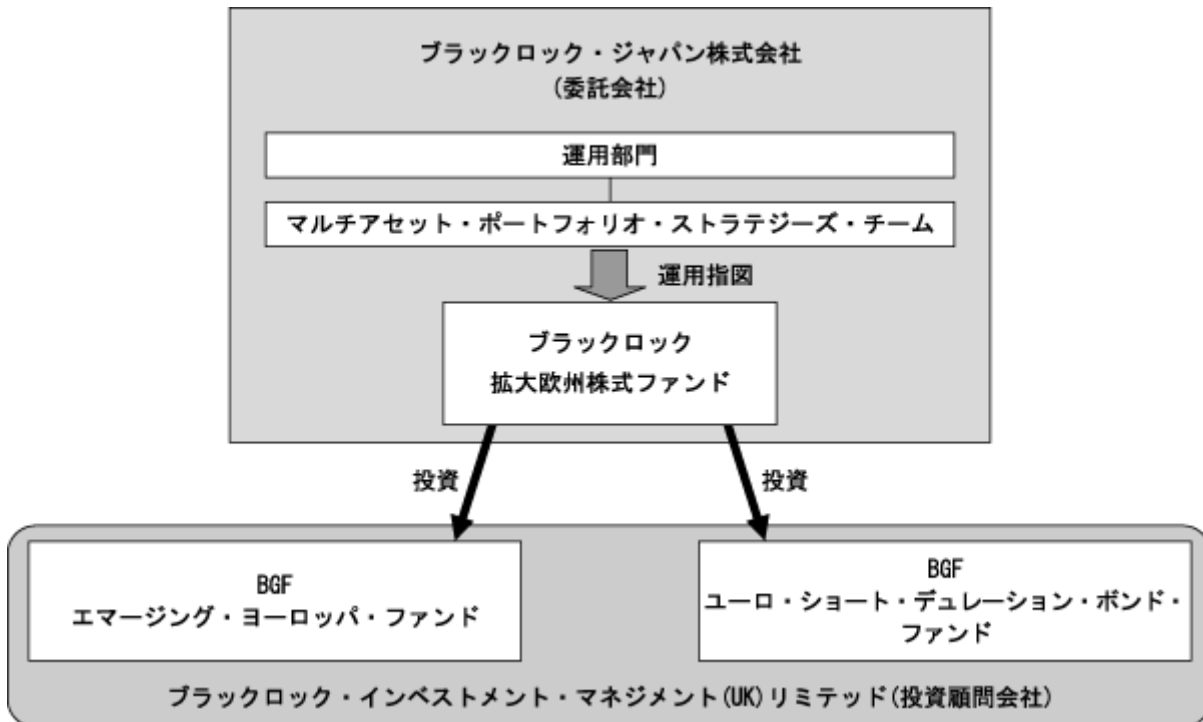 ブラックロック・ジャパン株式会社
(委託会社)
運用部門
マルチアセット・ポートフォリオ・ストラテジーズ・チーム
運用指図
ブラックロック
拡大欧州株式ファンド
投資
投資
BGF
エマージング・ヨーロッパ・ファンド
BGF
ユーロ・ショート・デュレーション・ボンド・
ファンド
ブラックロック・インベストメント・マネジメント(UK)リミテッド(投資顧問会社)